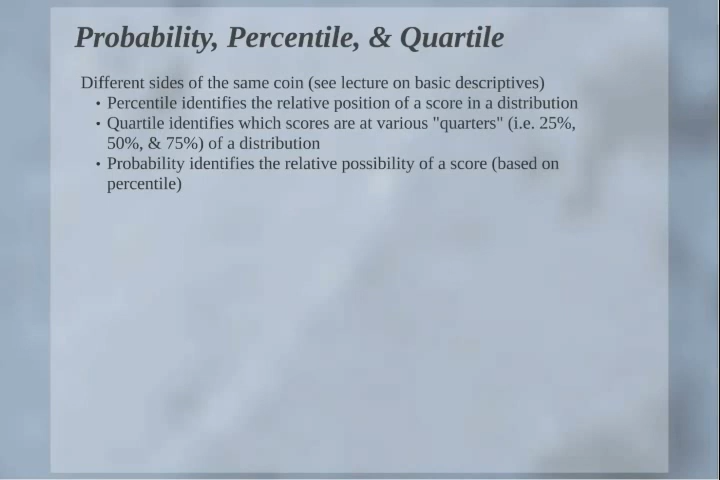 Probability, Percentile, & Quartile
Different sides of the same coin (see lecture on basic descriptives)
• Percentile identifies the relative position of a score in a distribution
• Quartile identifies which scores are at various "quarters" (i.e. 25%,
50%, & 75%) of a distribution
• Probability identifies the relative possibility of a score (based on
percentile)